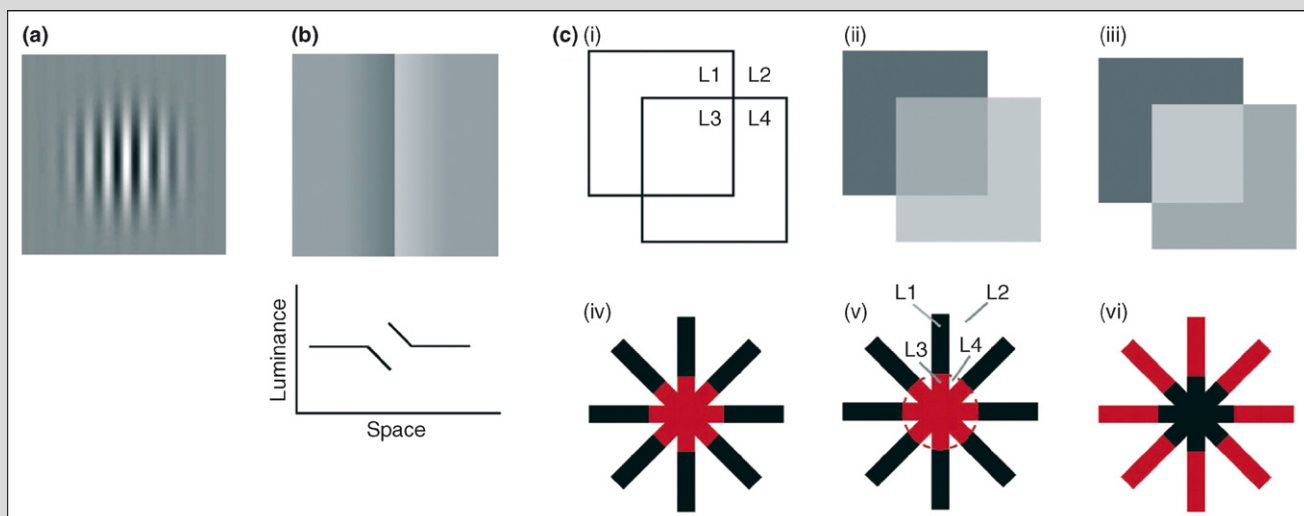 (a)
(b)
(c) (i)
(ii)
(iii)
L1 L2
L3 L4
Luminance
Space
(iv)
(v)
(vi)
L1 L2
L3 L4